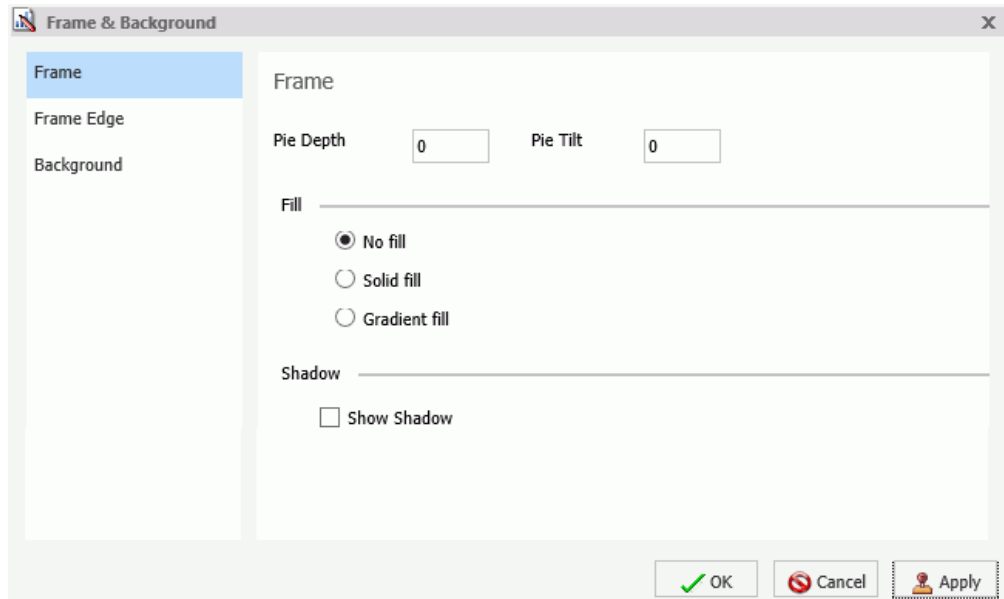 Frame & Background x
Frame
Frame Edge
Background
Frame
Pie Depth 0 Pie Tilt 0
Fill
No fill
Solid fill
Gradient fill
Shadow
Show Shadow
OK Cancel Apply